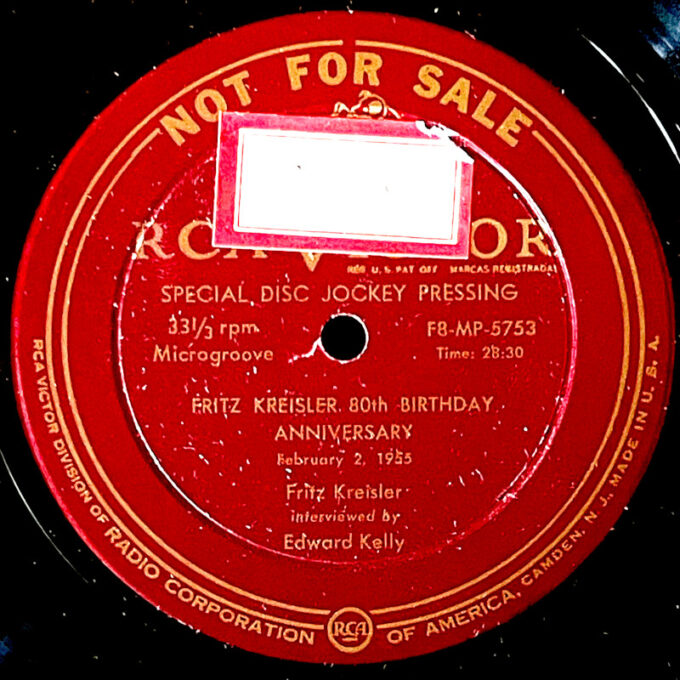 NOT FOR SALE
RCA VICTOR
REG. U. S. PAT. OFF. MARCAS REGISTRADAS
SPECIAL DISC JOCKEY PRESSING
33 1/3 rpm
F8-MP-5753
Microgroove
Time: 28:30
FRITZ KREISLER 80th BIRTHDAY
ANNIVERSARY
February 2, 1955
Fritz Kreisler
interviewed by
Edward Kelly
RCA VICTOR DIVISION OF RADIO CORPORATION OF AMERICA, CAMDEN, N. J., MADE IN U. S. A.
RCA